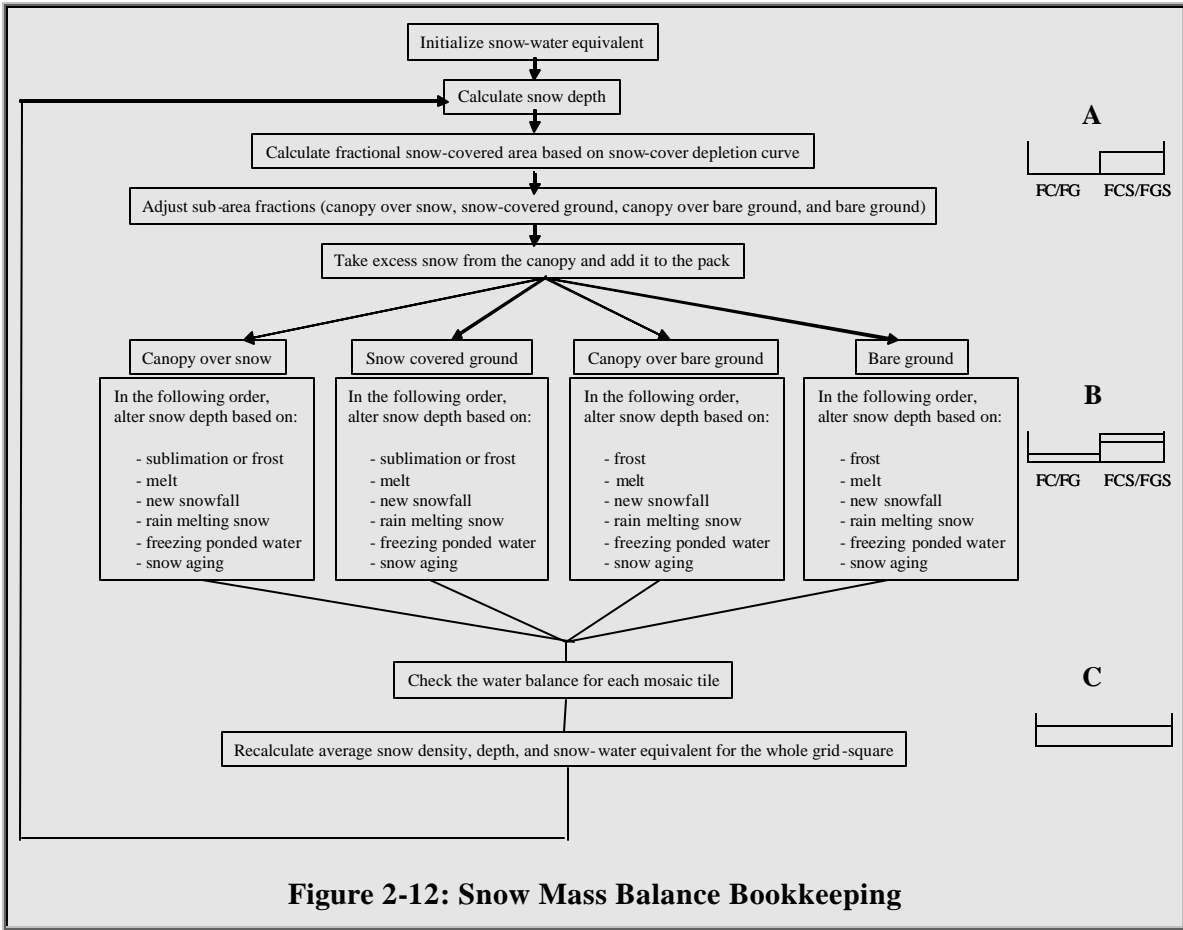 Initialize snow-water equivalent
Calculate snow depth
Calculate fractional snow-covered area based on snow-cover depletion curve
Adjust sub-area fractions (canopy over snow, snow-covered ground, canopy over bare ground, and bare ground)
Take excess snow from the canopy and add it to the pack
A
FC/FG FCS/FGS
Canopy over snow
In the following order,
alter snow depth based on:
- sublimation or frost
- melt
- new snowfall
- rain melting snow
- freezing ponded water
- snow aging
Snow covered ground
In the following order,
alter snow depth based on:
- sublimation or frost
- melt
- new snowfall
- rain melting snow
- freezing ponded water
- snow aging
Canopy over bare ground
In the following order,
alter snow depth based on:
- frost
- melt
- new snowfall
- rain melting snow
- freezing ponded water
- snow aging
Bare ground
In the following order,
alter snow depth based on:
- frost
- melt
- new snowfall
- rain melting snow
- freezing ponded water
- snow aging
B
FC/FG FCS/FGS
Check the water balance for each mosaic tile
C
Recalculate average snow density, depth, and snow-water equivalent for the whole grid-square
Figure 2-12: Snow Mass Balance Bookkeeping